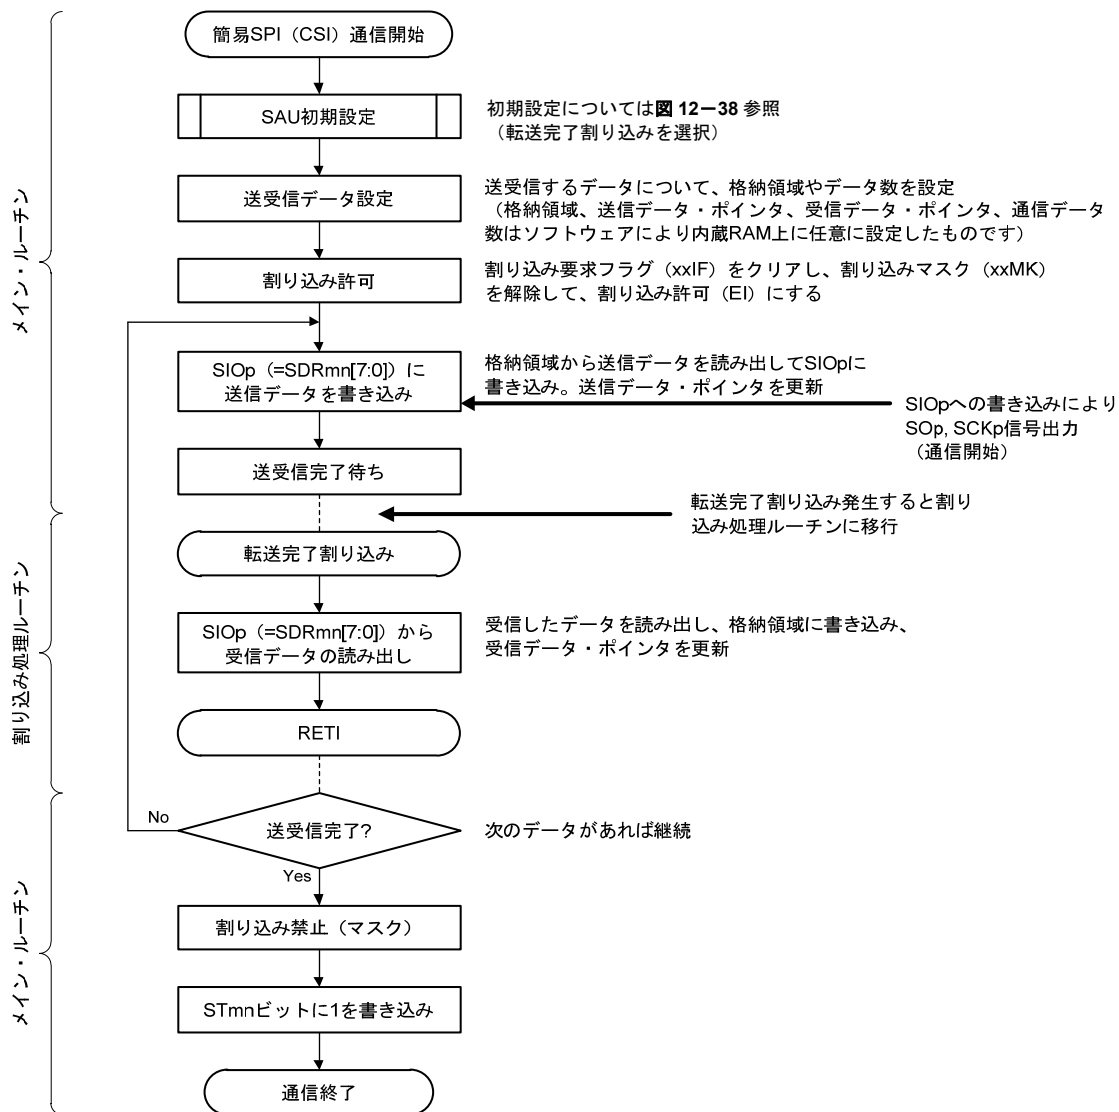 簡易SPI（CSI）通信開始
SAU初期設定
初期設定については図 12－38 参照
（転送完了割り込みを選択）
送受信データ設定
送受信するデータについて、格納領域やデータ数を設定
（格納領域、送信データ・ポインタ、受信データ・ポインタ、通信データ
数はソフトウェアにより内蔵RAM上に任意に設定したものです）
メイン・ルーチン
割り込み許可
割り込み要求フラグ（xxIF）をクリアし、割り込みマスク（xxMK）
を解除して、割り込み許可（EI）にする
SIOp（=SDRmn[7:0]）に
送信データを書き込み
格納領域から送信データを読み出してSIOpに
書き込み。送信データ・ポインタを更新
SIOpへの書き込みにより
SOp, SCKp信号出力
（通信開始）
送受信完了待ち
転送完了割り込み発生すると割り
込み処理ルーチンに移行
割り込み処理ルーチン
転送完了割り込み
SIOp（=SDRmn[7:0]）から
受信データの読み出し
受信したデータを読み出し、格納領域に書き込み、
受信データ・ポインタを更新
RETI
No
送受信完了?
次のデータがあれば継続
Yes
メイン・ルーチン
割り込み禁止（マスク）
STmnビットに1を書き込み
通信終了